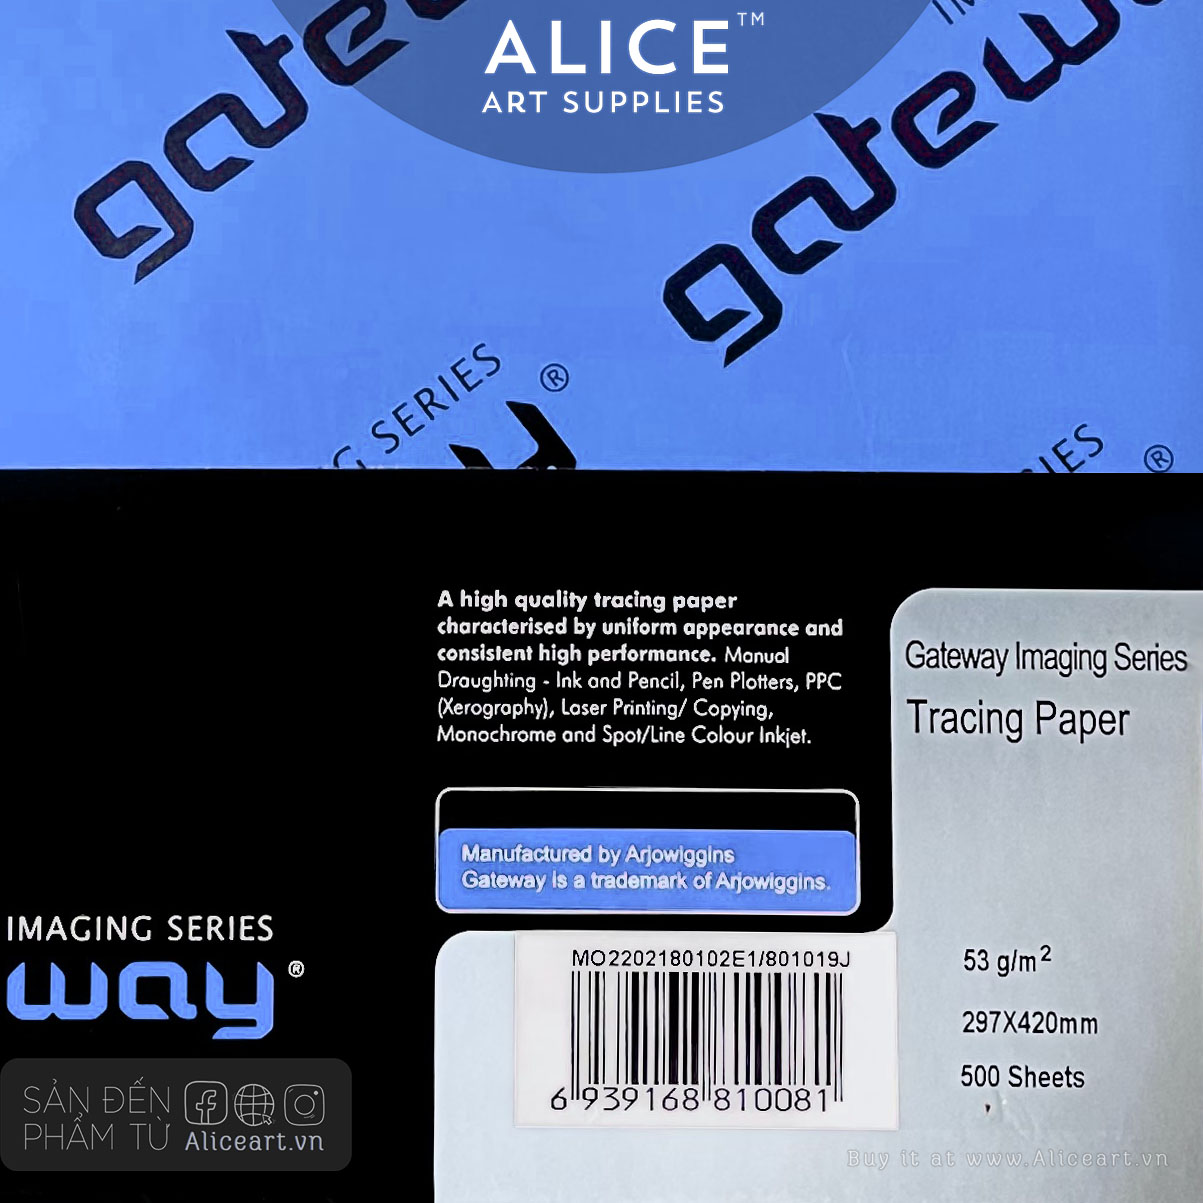 ALICE™
ART SUPPLIES
gate
gatew
IM
G SERIES ®
y
IES ®
A high quality tracing paper
characterised by uniform appearance and
consistent high performance. Manual
Draughting - Ink and Pencil, Pen Plotters, PPC
(Xerography), Laser Printing/ Copying,
Monochrome and Spot/Line Colour Inkjet.
Gateway Imaging Series
Tracing Paper
Manufactured by Arjowiggins
Gateway is a trademark of Arjowiggins.
IMAGING SERIES
way®
MO2202180102E1/801019J
6 939168 810081
53 g/m²
297X420mm
500 Sheets
SẢN ĐẾN
PHẨM TỪ Aliceart.vn
Buy it at www.Aliceart.vn